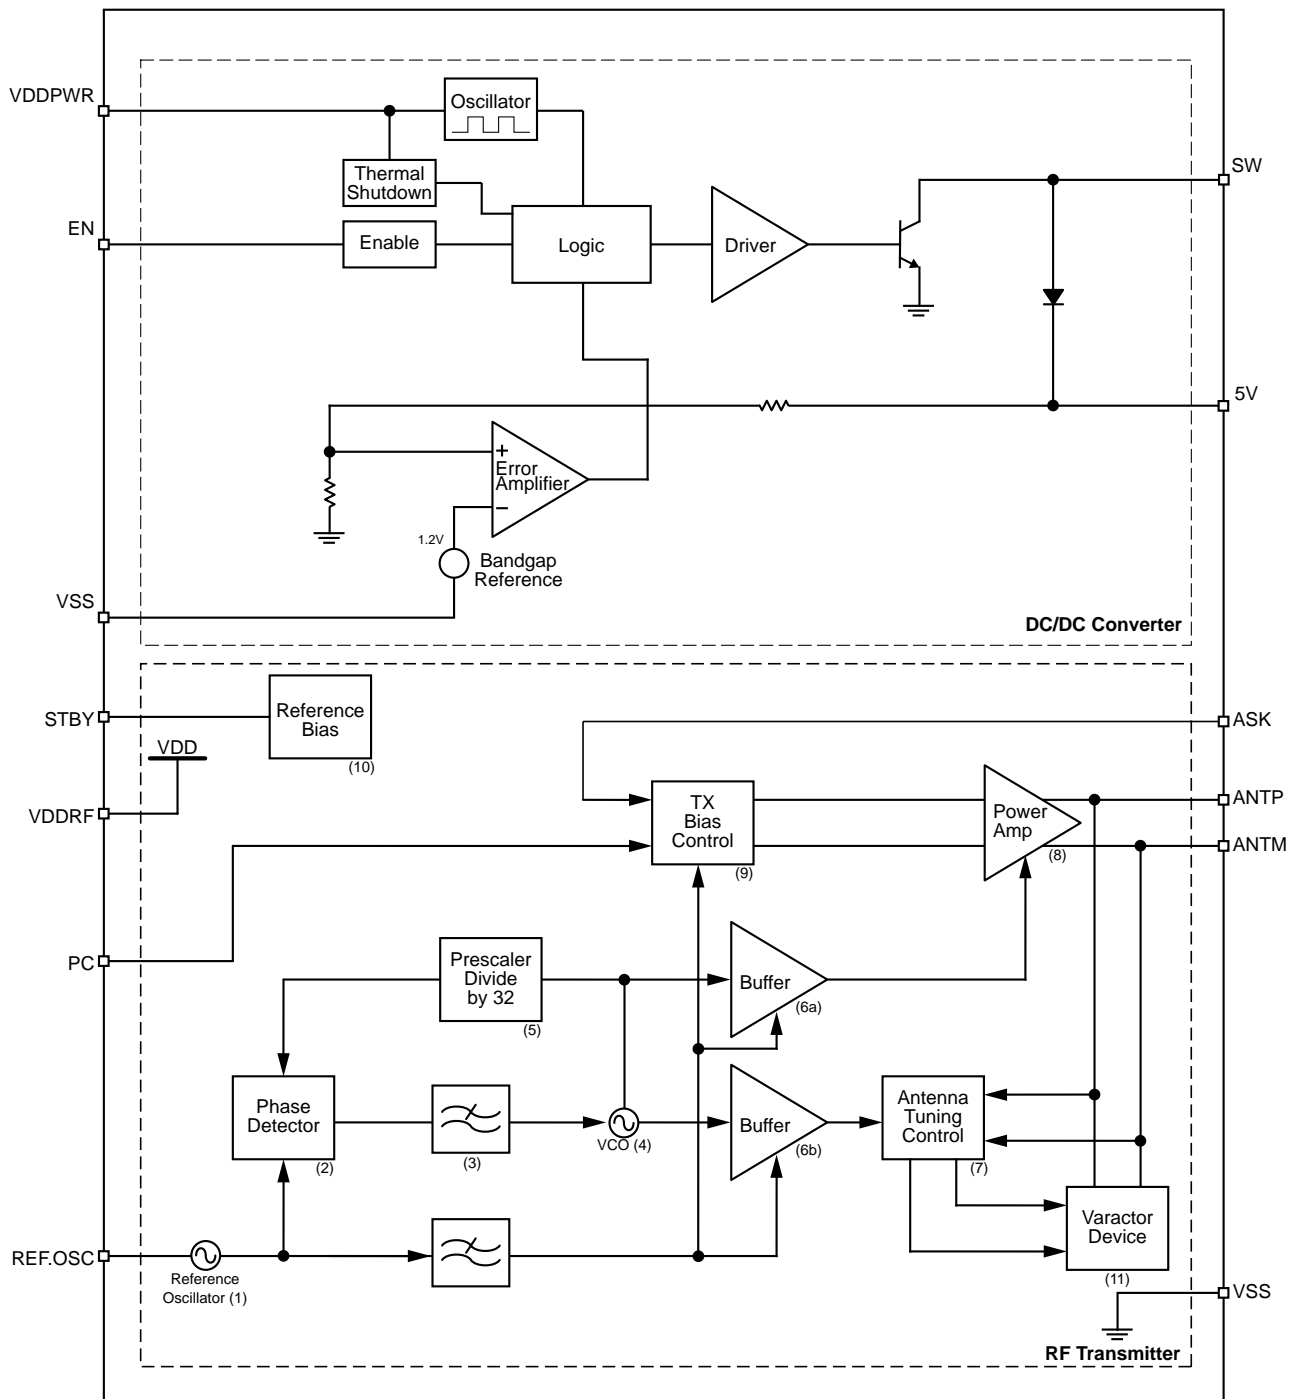 VDDPWR
Oscillator
Thermal
Shutdown
SW
EN
Enable
Logic
Driver
5V
+
Error
Amplifier
−
1.2V
Bandgap
Reference
VSS
DC/DC Converter
STBY
Reference
Bias
(10)
ASK
VDD
VDDRF
TX
Bias
Control
(9)
Power
Amp
(8)
ANTP
ANTM
PC
Prescaler
Divide
by 32
(5)
Buffer
(6a)
Phase
Detector
(2)
(3)
VCO (4)
Buffer
(6b)
Antenna
Tuning
Control
(7)
Varactor
Device
(11)
REF.OSC
Reference
Oscillator (1)
VSS
RF Transmitter